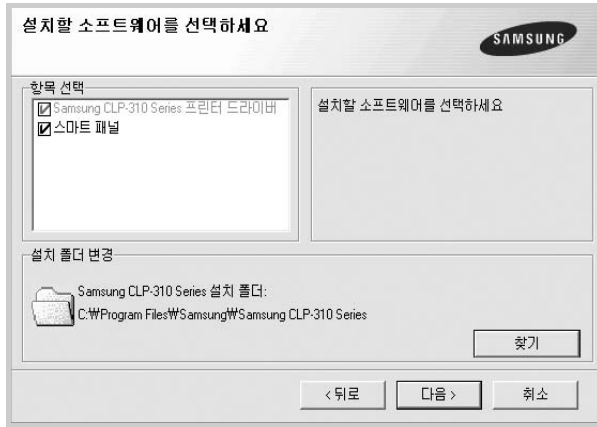 설치할 소프트웨어를 선택하세요
SAMSUNG
항목 선택
Samsung CLP-310 Series 프린터 드라이버
스마트 패널
설치할 소프트웨어를 선택하세요
설치 폴더 변경
Samsung CLP-310 Series 설치 폴더:
C:₩Program Files₩Samsung₩Samsung CLP-310 Series
찾기
<뒤로
다음>
취소